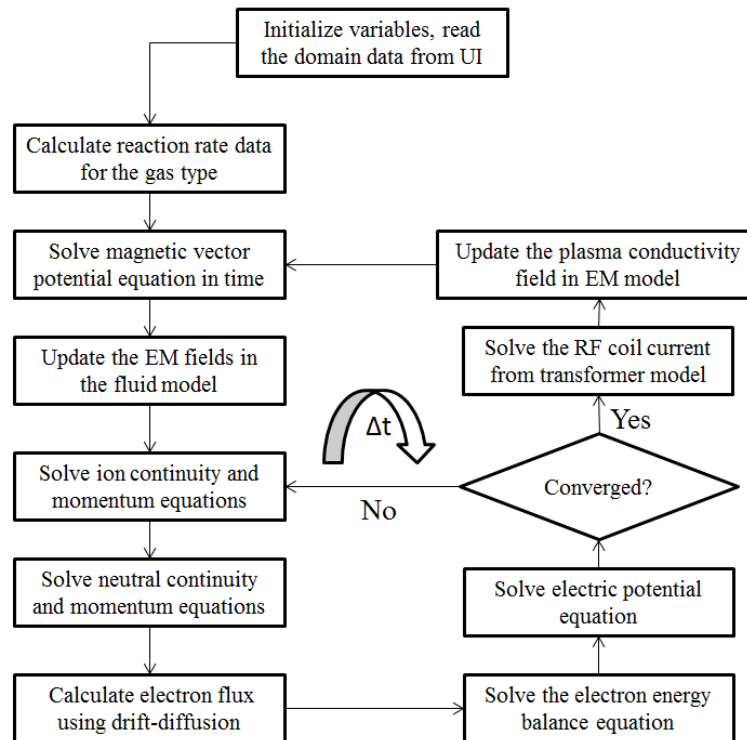 Initialize variables, read
the domain data from UI
Calculate reaction rate data
for the gas type
Solve magnetic vector
potential equation in time
Update the EM fields in
the fluid model
Solve ion continuity and
momentum equations
Solve neutral continuity
and momentum equations
Calculate electron flux
using drift-diffusion
Solve the electron energy
balance equation
Solve electric potential
equation
Converged?
No
Δt
Yes
Solve the RF coil current
from transformer model
Update the plasma conductivity
field in EM model